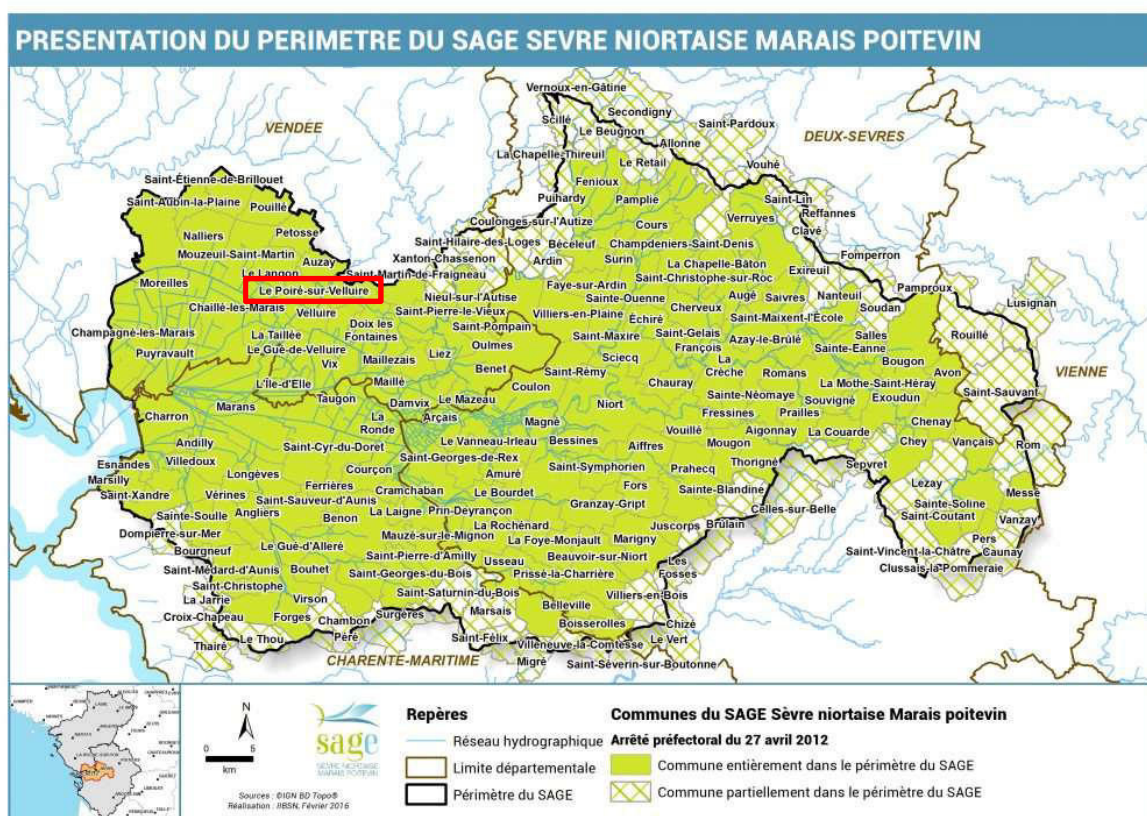 PRESENTATION DU PERIMETRE DU SAGE SEVRE NIORTAISE MARAIS POITEVIN
Vernoux-en-Gâtine
Secondigny
Scillé
Le Beugnon
Saint-Pardoux
VENDÉE
DEUX-SEVRES
Allonne
La Chapelle-Thireuil
Le Retail
Vouhé
Saint-Étienne-de-Brillouet
Fenioux
Saint-Aubin-la-Plaine
Puihardy
Pamplie
Saint-Lin
Pouillé
Reffannes
Coulonges-sur-l'Autize
Verruyes
Clavé
Petosse
Cours
Nalliers
Saint-Hilaire-des-Loges
Béceleuf
Champdeniers-Saint-Denis
Mouzeuil-Saint-Martin
Xanton-Chassenon
Surin
Fomperron
Auzay
Ardin
La Chapelle-Bâton
Le Langon
Saint-Martin-de-Fraigneau
Saint-Christophe-sur-Roc
Exireuil
Moreilles
Faye-sur-Ardin
Pamproux
Le Poiré-sur-Velluire
Nieul-sur-l'Autise
Sainte-Ouenne
Augé
Saivres
Nanteuil
Lusignan
Chaillé-les-Marais
Velluire
Saint-Pierre-le-Vieux
Villiers-en-Plaine
Échiré
Cherveux
Saint-Maixent-l'École
Soudan
Champagné-les-Marais
La Taillée
Doix les
Fontaines
Saint-Pompain
Saint-Maxire
Saint-Gelais
Azay-le-Brûlé
Salles
Rouillé
Puyravault
Le Gué-de-Velluire
Oulmes
François
Sainte-Eanne
Vix
Maillezais
Liez
Sciecq
La
Crèche
Bougon
Benet
Saint-Rémy
Romans
Avon
VIENNE
L'Île-d'Elle
Maillé
Coulon
Chauray
La Mothe-Saint-Héray
Taugon
Damvix
Le Mazeau
Niort
Sainte-Néomaye
Souvigné
Exoudun
Saint-Sauvant
Marans
Charron
La
Ronde
Arçais
Magné
Fressines
Prailles
Chenay
Andilly
Le Vanneau-Irleau
Bessines
Vouillé
Aigonnay
La Couarde
Chey
Vançais
Rom
Saint-Cyr-du-Doret
Aiffres
Mougon
Esnandes
Villedoux
Saint-Georges-de-Rex
Thorigné
Sepvret
Marsilly
Longèves
Courçon
Amuré
Saint-Symphorien
Prahecq
Lezay
Saint-Xandre
Vérines
Ferrières
Cramchaban
Le Bourdet
Fors
Sainte-Blandine
Messé
Saint-Sauveur-d'Aunis
Sainte-Soline
Sainte-Soulle
Angliers
La Laigne
Prin-Deyrançon
Granzay-Gript
Celles-sur-Belle
Saint-Coutant
Vanzay
Benon
Dompierre-sur-Mer
La Rochénard
Juscorps
Brûlain
Mauzé-sur-le-Mignon
La Foye-Monjault
Marigny
Pers
Bourgneuf
Le Gué-d'Alleré
Saint-Vincent-la-Châtre
Caunay
Saint-Pierre-d'Amilly
Beauvoir-sur-Niort
Saint-Médard-d'Aunis
Bouhet
Usseau
Les
Fosses
Clussais-la-Pommeraie
Saint-Georges-du-Bois
Prissé-la-Charrière
Saint-Christophe
Saint-Saturnin-du-Bois
Villiers-en-Bois
La Jarrie
Virson
Croix-Chapeau
Forges
Chambon
Surgères
Marsais
Belleville
Boisserolles
Chizé
Le Thou
Péré
Saint-Félix
Villeneuve-la-Comtesse
Le Vert
Thairé
CHARENTE-MARITIME
Migré
Saint-Séverin-sur-Boutonne
N
0 5
km
sage
SÈVRE NIORTAISE
MARAIS POITEVIN
Sources : ©IGN BD Topo®
Réalisation : IIBSN, Février 2016
Repères
Réseau hydrographique
Limite départementale
Périmètre du SAGE
Communes du SAGE Sèvre niortaise Marais poitevin
Arrêté préfectoral du 27 avril 2012
Commune entièrement dans le périmètre du SAGE
Commune partiellement dans le périmètre du SAGE